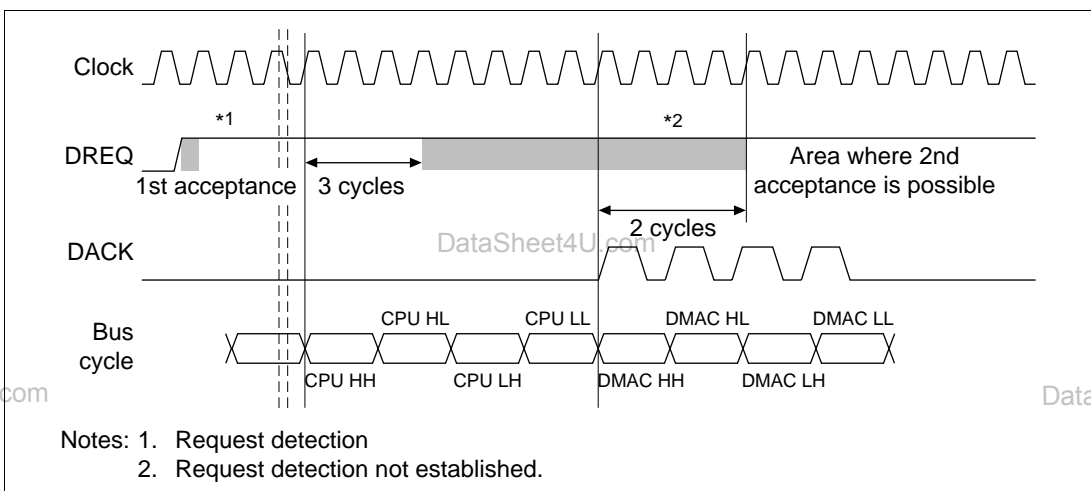 Clock
*1
*2
DREQ
1st acceptance
3 cycles
Area where 2nd
acceptance is possible
2 cycles
DataSheet4U.com
DACK
CPU HL
CPU LL
DMAC HL
DMAC LL
Bus
cycle
CPU HH
CPU LH
DMAC HH
DMAC LH
.com
Data
Notes: 1. Request detection
2. Request detection not established.